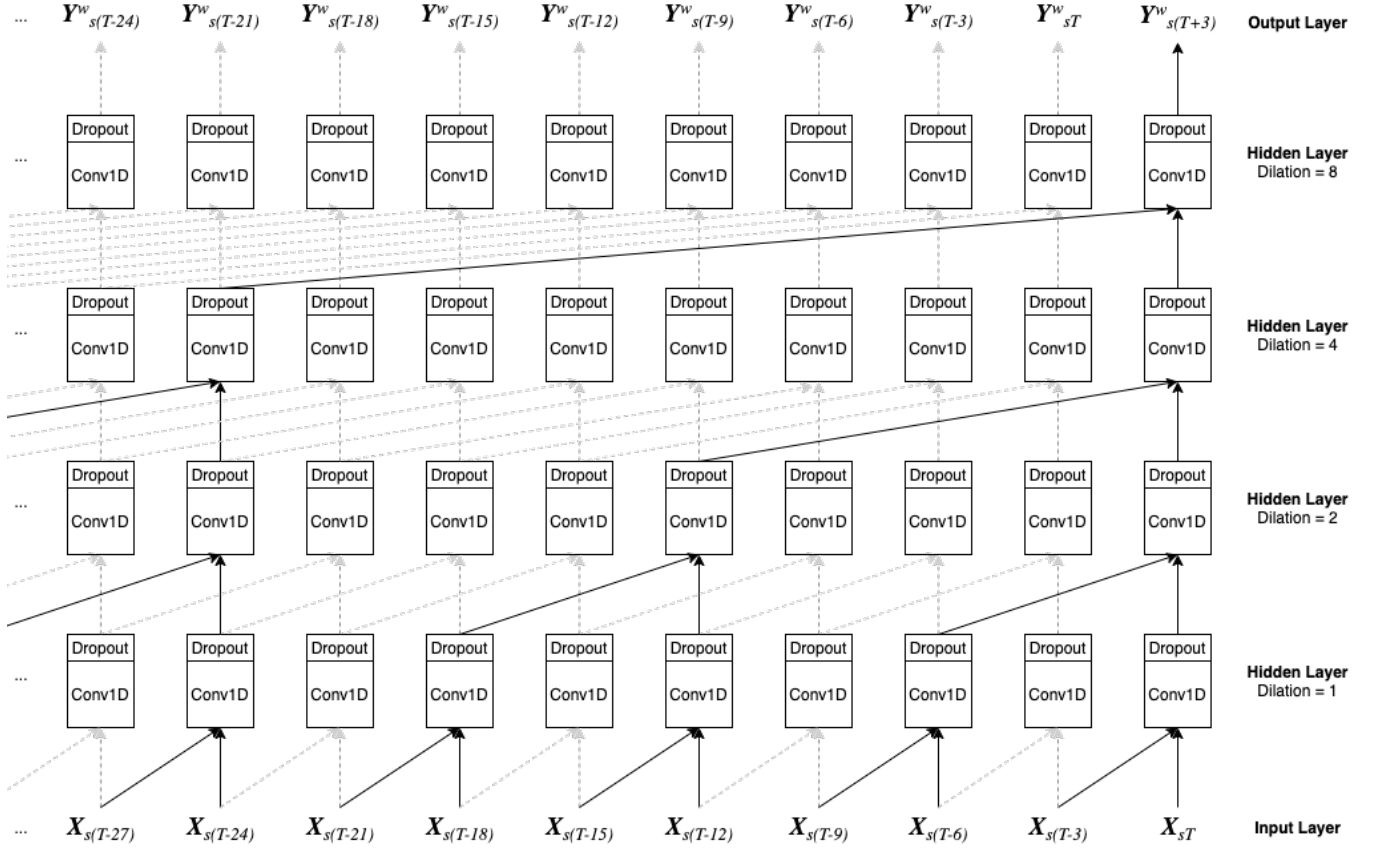 ... Y^w_s(T-24) Y^w_s(T-21) Y^w_s(T-18) Y^w_s(T-15) Y^w_s(T-12) Y^w_s(T-9) Y^w_s(T-6) Y^w_s(T-3) Y^w_sT Y^w_s(T+3) Output Layer
Dropout Dropout Dropout Dropout Dropout Dropout Dropout Dropout Dropout Dropout
... Hidden Layer
Conv1D Conv1D Conv1D Conv1D Conv1D Conv1D Conv1D Conv1D Conv1D Conv1D Dilation = 8
Dropout Dropout Dropout Dropout Dropout Dropout Dropout Dropout Dropout Dropout
... Hidden Layer
Conv1D Conv1D Conv1D Conv1D Conv1D Conv1D Conv1D Conv1D Conv1D Conv1D Dilation = 4
Dropout Dropout Dropout Dropout Dropout Dropout Dropout Dropout Dropout Dropout
... Hidden Layer
Conv1D Conv1D Conv1D Conv1D Conv1D Conv1D Conv1D Conv1D Conv1D Conv1D Dilation = 2
Dropout Dropout Dropout Dropout Dropout Dropout Dropout Dropout Dropout Dropout
... Hidden Layer
Conv1D Conv1D Conv1D Conv1D Conv1D Conv1D Conv1D Conv1D Conv1D Conv1D Dilation = 1
... X_s(T-27) X_s(T-24) X_s(T-21) X_s(T-18) X_s(T-15) X_s(T-12) X_s(T-9) X_s(T-6) X_s(T-3) X_sT Input Layer